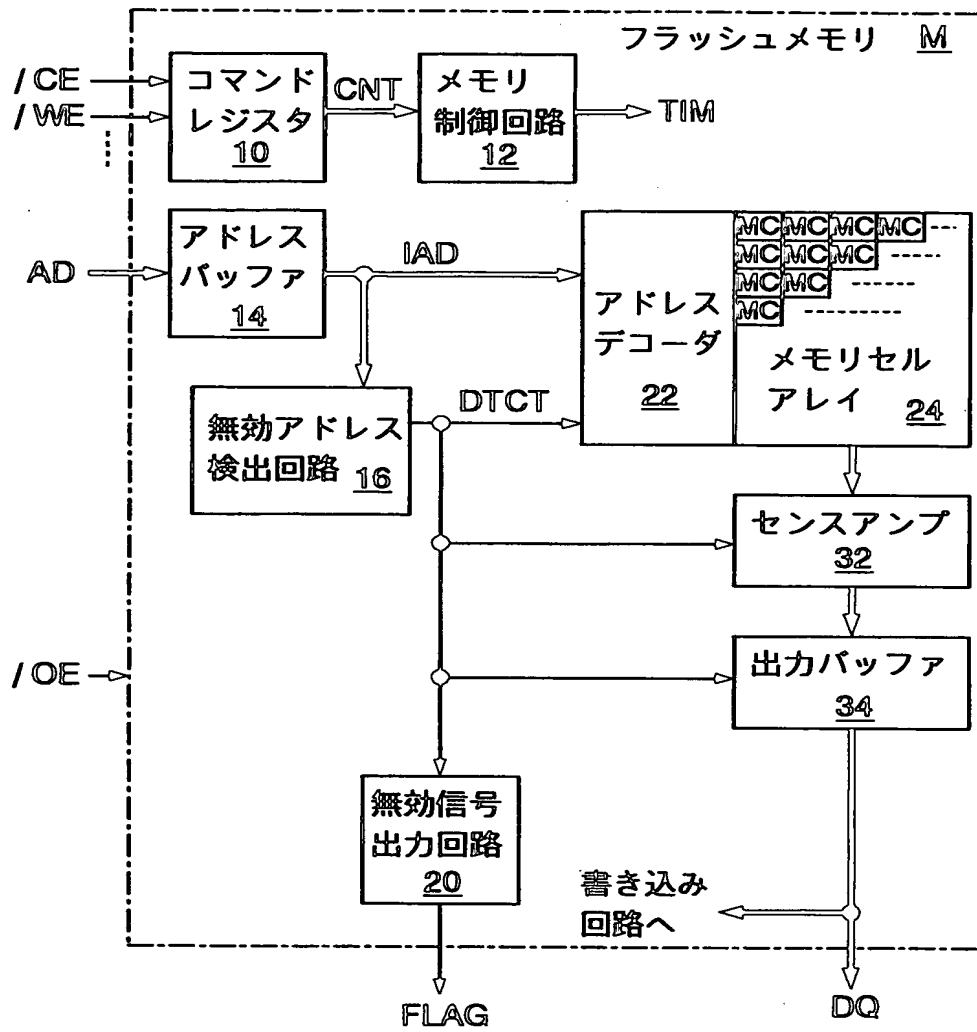 フラッシュメモリ M
/CE
/WE
コマンド
レジスタ
10
CNT
メモリ
制御回路
12
TIM
AD
アドレス
バッファ
14
IAD
アドレス
デコーダ
22
MC MC MC MC
MC MC MC
MC MC
MC
メモリセル
アレイ
24
無効アドレス
検出回路 16
DTCT
センスアンプ
32
/OE
出力バッファ
34
無効信号
出力回路
20
書き込み
回路へ
FLAG
DQ